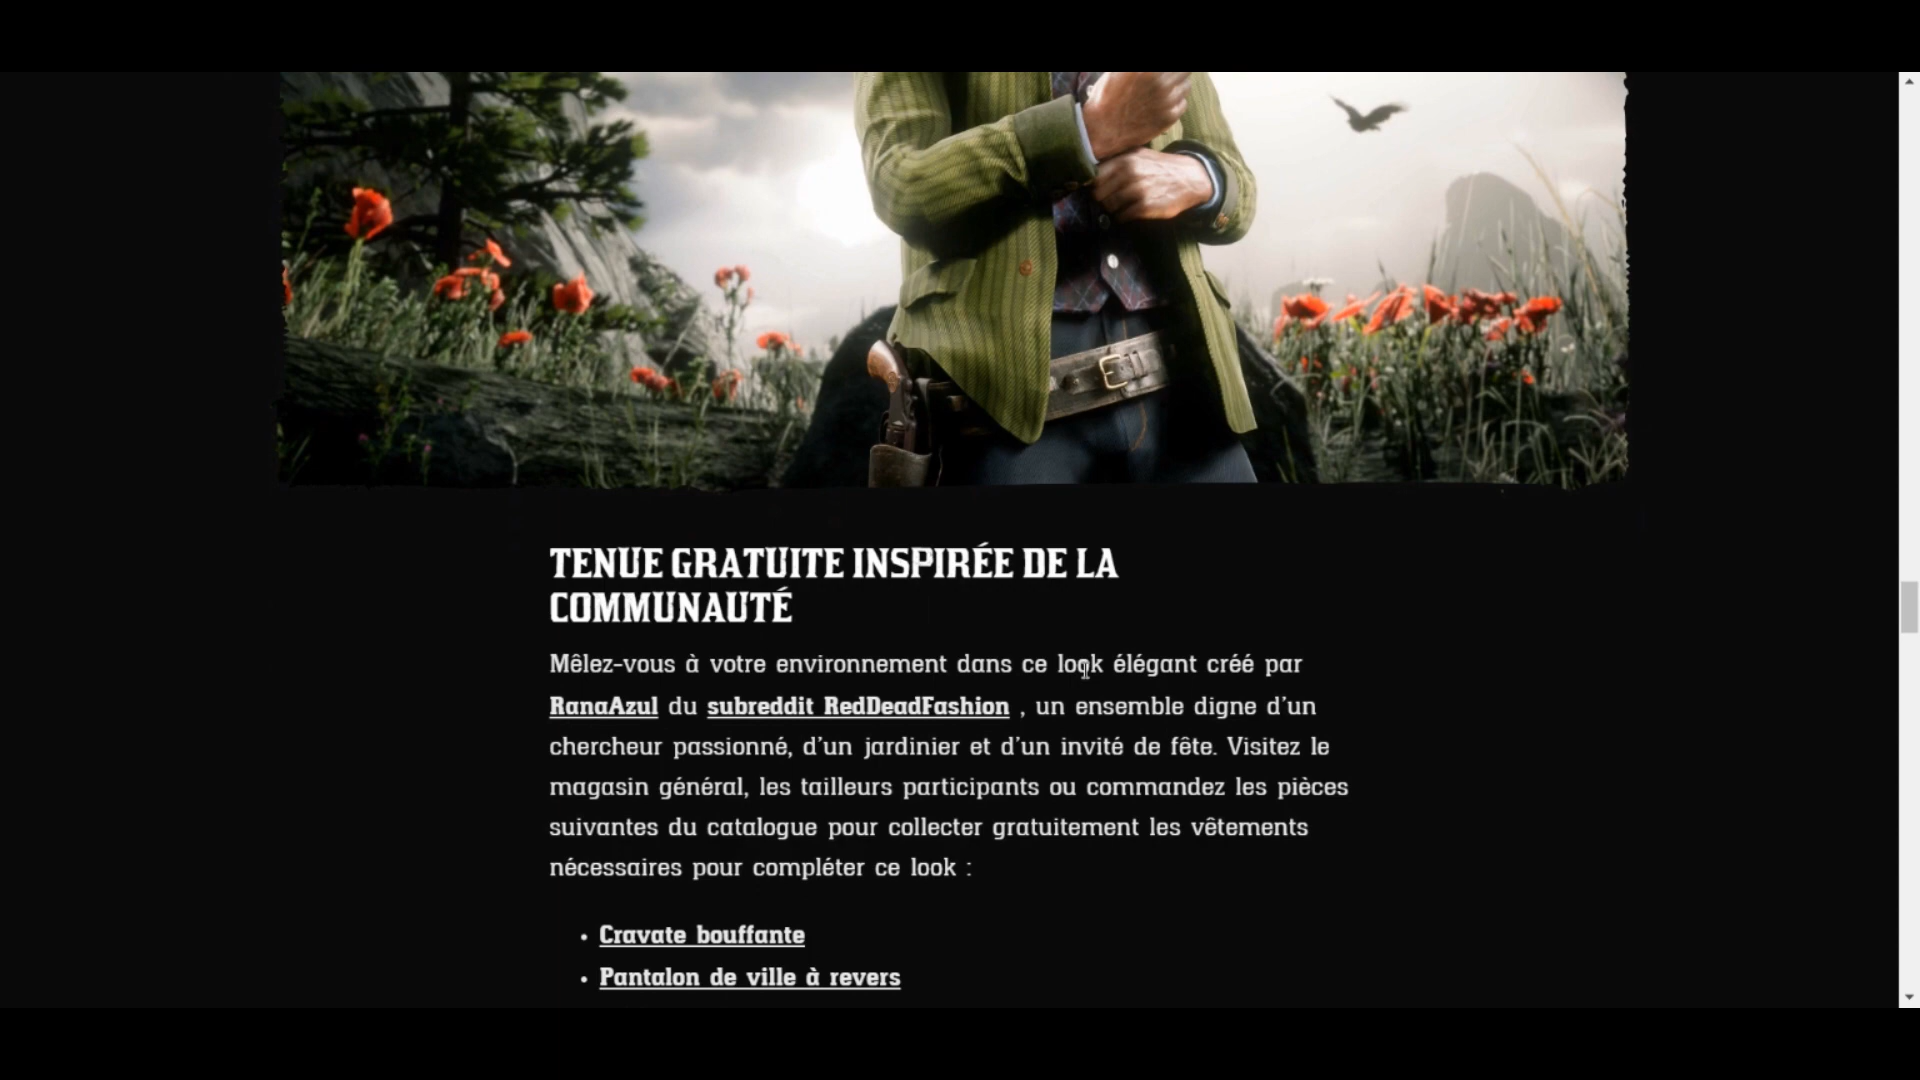 TENUE GRATUITE INSPIRÉE DE LA
COMMUNAUTÉ
Mêlez-vous à votre environnement dans ce look élégant créé par
RanaAzul du subreddit RedDeadFashion , un ensemble digne d'un
chercheur passionné, d'un jardinier et d'un invité de fête. Visitez le
magasin général, les tailleurs participants ou commandez les pièces
suivantes du catalogue pour collecter gratuitement les vêtements
nécessaires pour compléter ce look :
• Cravate bouffante
• Pantalon de ville à revers